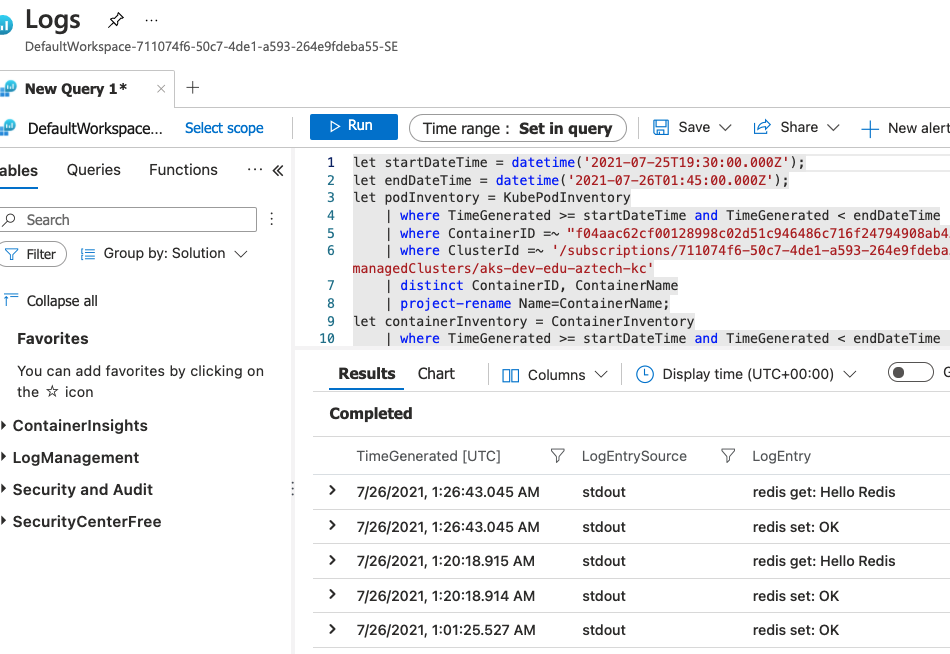 Logs
DefaultWorkspace-711074f6-50c7-4de1-a593-264e9fdeba55-SE
New Query 1*
DefaultWorkspace... Select scope Run Time range : Set in query Save Share New alert
ables Queries Functions
Search
Filter Group by: Solution
Collapse all
Favorites
You can add favorites by clicking on
the ☆ icon
ContainerInsights
LogManagement
Security and Audit
SecurityCenterFree
1 let startDateTime = datetime('2021-07-25T19:30:00.000Z');
2 let endDateTime = datetime('2021-07-26T01:45:00.000Z');
3 let podInventory = KubePodInventory
4 | where TimeGenerated >= startDateTime and TimeGenerated < endDateTime
5 | where ContainerID =~ "f04aac62cf00128998c02d51c946486c716f24794908ab4
6 | where ClusterId =~ '/subscriptions/711074f6-50c7-4de1-a593-264e9fdeba
managedClusters/aks-dev-edu-aztech-kc'
7 | distinct ContainerID, ContainerName
8 | project-rename Name=ContainerName;
9 let containerInventory = ContainerInventory
10 | where TimeGenerated >= startDateTime and TimeGenerated < endDateTime
Results Chart Columns Display time (UTC+00:00) G
Completed
TimeGenerated [UTC] LogEntrySource LogEntry
7/26/2021, 1:26:43.045 AM stdout redis get: Hello Redis
7/26/2021, 1:26:43.045 AM stdout redis set: OK
7/26/2021, 1:20:18.915 AM stdout redis get: Hello Redis
7/26/2021, 1:20:18.914 AM stdout redis set: OK
7/26/2021, 1:01:25.527 AM stdout redis set: OK